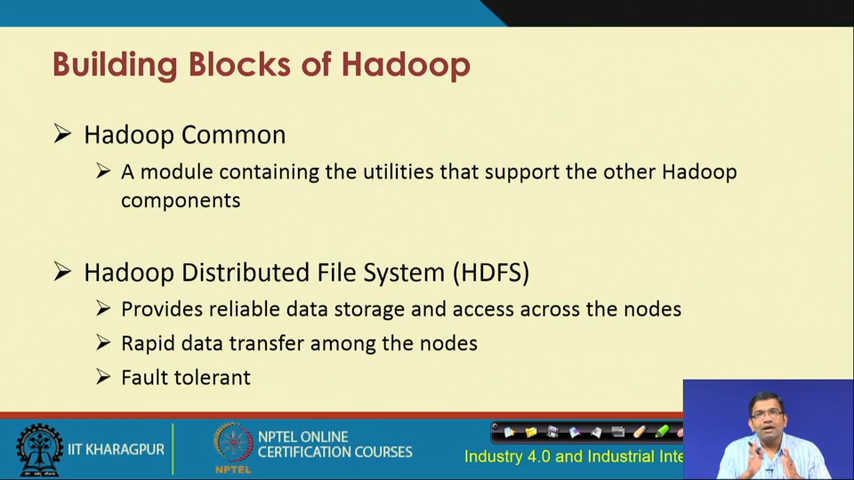 Building Blocks of Hadoop
➢ Hadoop Common
➢ A module containing the utilities that support the other Hadoop
components
➢ Hadoop Distributed File System (HDFS)
➢ Provides reliable data storage and access across the nodes
➢ Rapid data transfer among the nodes
➢ Fault tolerant
IIT KHARAGPUR
NPTEL
NPTEL ONLINE
CERTIFICATION COURSES
Industry 4.0 and Industrial Inte